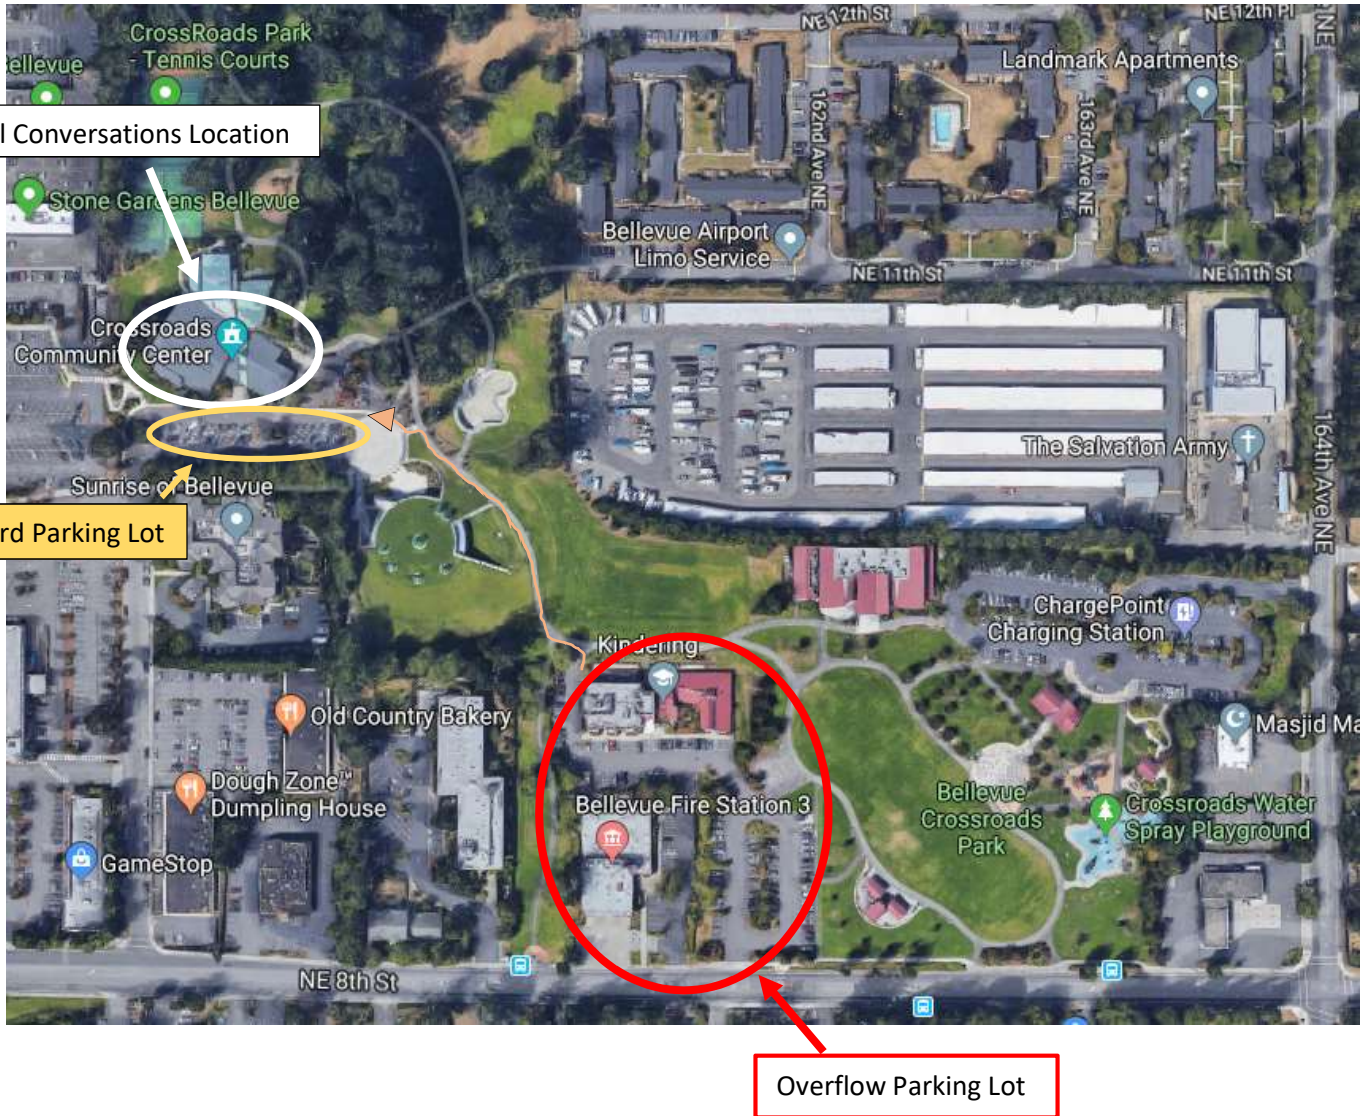 NE 12th St
NE 12th Pl
NE
CrossRoads Park
- Tennis Courts
ellevue
Landmark Apartments
l Conversations Location
162nd Ave NE
163rd Ave NE
Stone Gardens Bellevue
Bellevue Airport
Limo Service
NE 11th St
NE 11th St
Crossroads
Community Center
164th Ave NE
The Salvation Army
Sunrise of Bellevue
rd Parking Lot
ChargePoint
Charging Station
Kindering
Old Country Bakery
Masjid Ma
Dough Zone™
Dumpling House
Bellevue Fire Station 3
Bellevue
Crossroads
Park
Crossroads Water
Spray Playground
GameStop
NE 8th St
Overflow Parking Lot